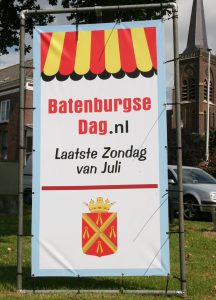 Batenburgse
Dag.nl
Laatste Zondag
van Juli